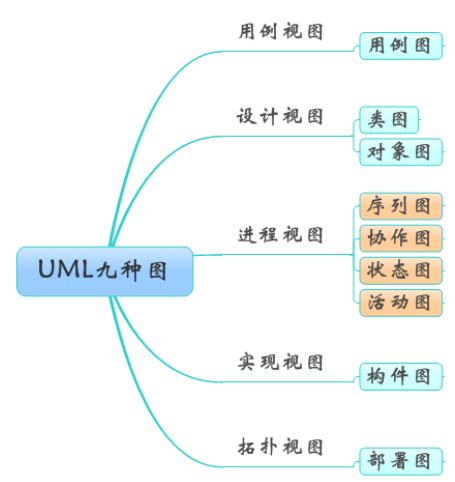 用例视图
用例图
设计视图
类图
对象图
进程视图
序列图
协作图
状态图
活动图
UML九种图
实现视图
构件图
拓扑视图
部署图